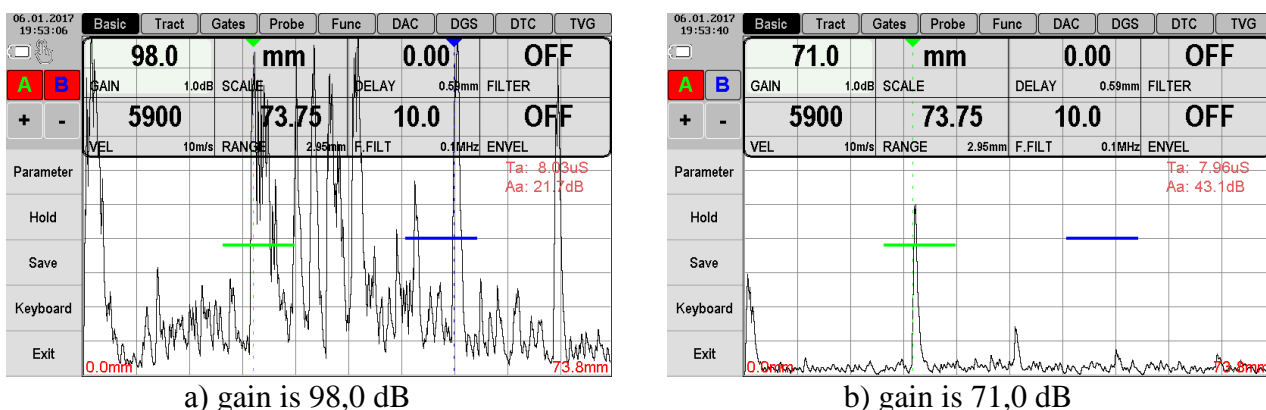 06.01.2017
19:53:06
Basic Tract Gates Probe Func DAC DGS DTC TVG
98.0 mm 0.00 OFF
A B
GAIN 1.0dB SCALE DELAY 0.59mm FILTER
+ - 5900 73.75 10.0 OFF
VEL 10m/s RANGE 2.95mm F.FILT 0.1MHz ENVEL
Parameter
Ta: 8.03uS
Aa: 21.7dB
Hold
Save
Keyboard
Exit
0.0mm 73.8mm
a) gain is 98,0 dB
06.01.2017
19:53:40
Basic Tract Gates Probe Func DAC DGS DTC TVG
71.0 mm 0.00 OFF
A B
GAIN 1.0dB SCALE DELAY 0.59mm FILTER
+ - 5900 73.75 10.0 OFF
VEL 10m/s RANGE 2.95mm F.FILT 0.1MHz ENVEL
Parameter
Ta: 7.96uS
Aa: 43.1dB
Hold
Save
Keyboard
Exit
0.0mm 73.8mm
b) gain is 71,0 dB